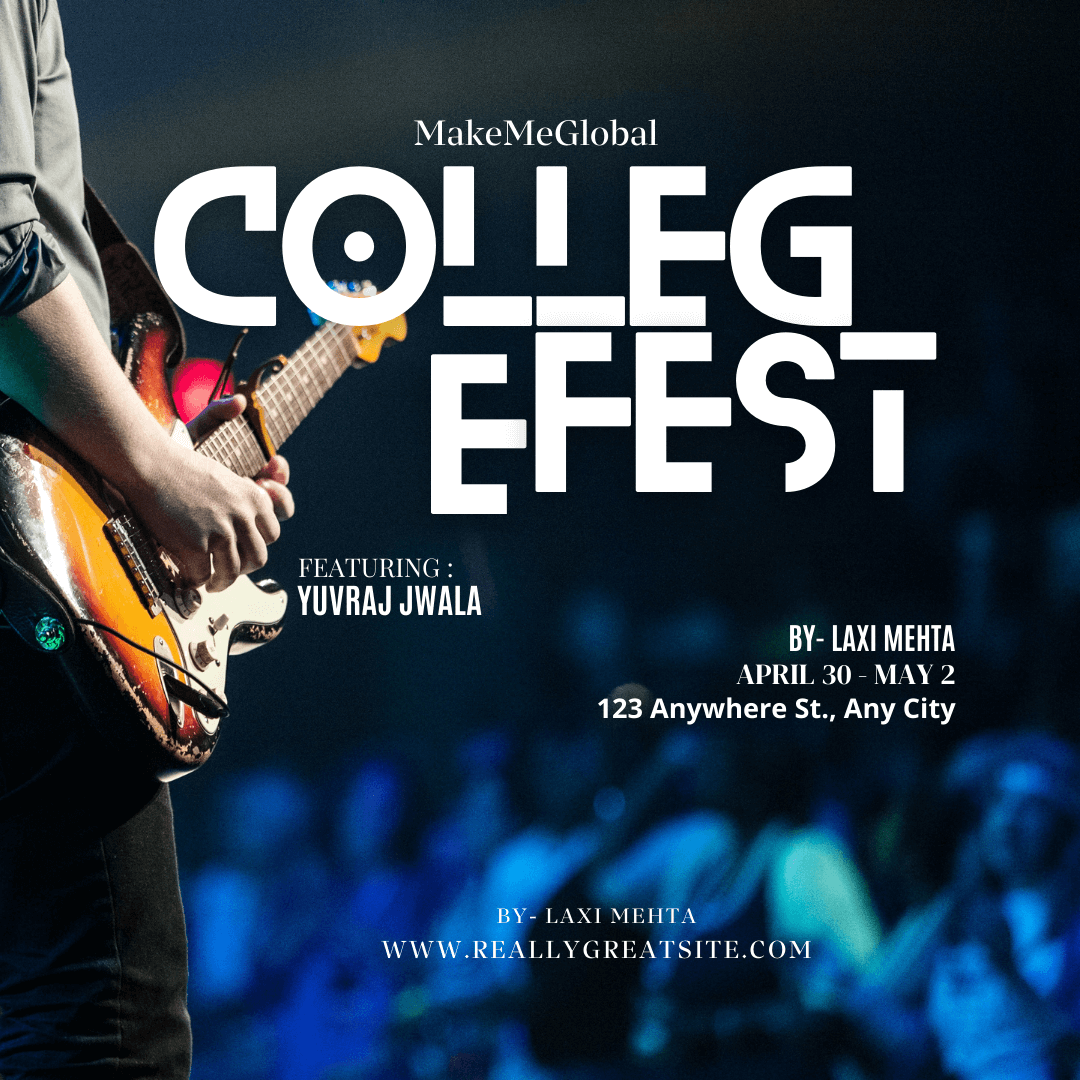 MakeMeGlobal
COLLEG
EFEST
FEATURING :
YUVRAJ JWALA
BY- LAXI MEHTA
APRIL 30 - MAY 2
123 Anywhere St., Any City
BY- LAXI MEHTA
WWW.REALLYGREATSITE.COM